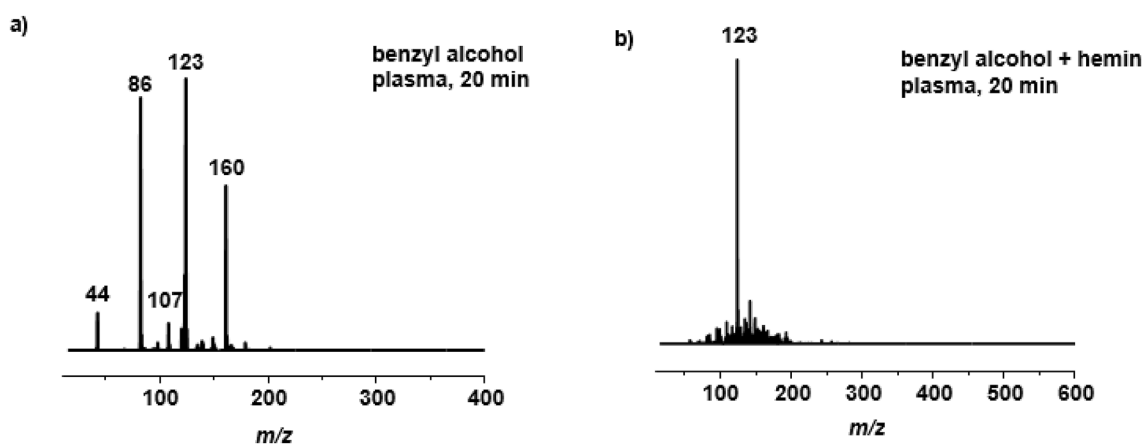 a)
benzyl alcohol
plasma, 20 min
123
86
160
44
107
100 200 300 400
m/z
b)
123
benzyl alcohol + hemin
plasma, 20 min
100 200 300 400 500 600
m/z